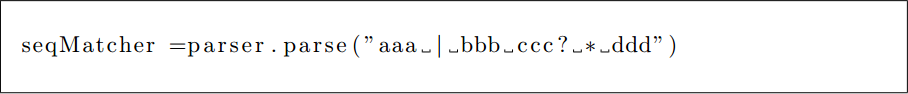 seqMatcher =parser.parse("aaa␣|␣bbb␣ccc?␣*␣ddd")